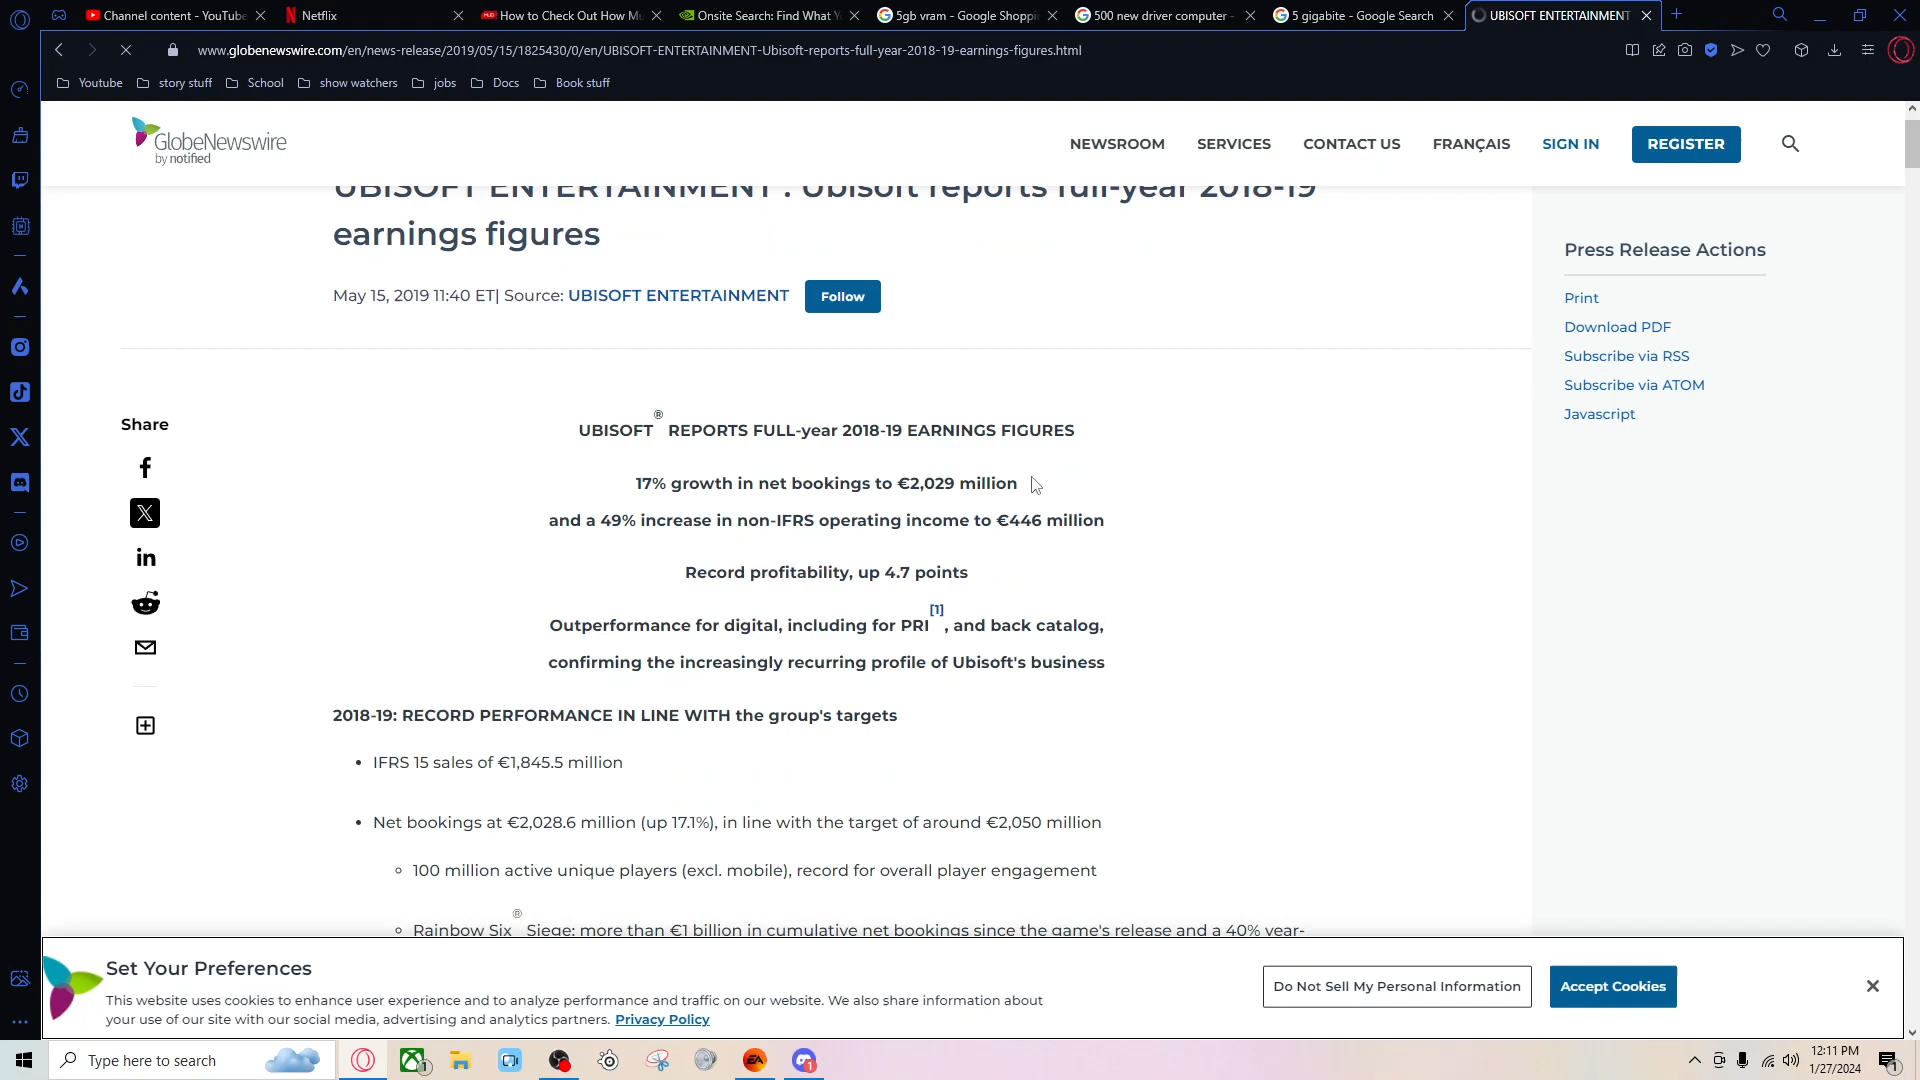 Channel content - YouTube
Netflix
How to Check Out How Mu
Onsite Search: Find What Y
5gb vram - Google Shoppi
500 new driver computer -
5 gigabite - Google Search
UBISOFT ENTERTAINMENT
www.globenewswire.com/en/news-release/2019/05/15/1825430/0/en/UBISOFT-ENTERTAINMENT-Ubisoft-reports-full-year-2018-19-earnings-figures.html
Youtube
story stuff
School
show watchers
jobs
Docs
Book stuff
GlobeNewswire
by notified
NEWSROOM
SERVICES
CONTACT US
FRANÇAIS
SIGN IN
REGISTER
UBISOFT ENTERTAINMENT : Ubisoft reports full-year 2018-19
earnings figures
May 15, 2019 11:40 ET| Source: UBISOFT ENTERTAINMENT
Follow
Press Release Actions
Print
Download PDF
Subscribe via RSS
Subscribe via ATOM
Javascript
Share
UBISOFT® REPORTS FULL-year 2018-19 EARNINGS FIGURES
17% growth in net bookings to €2,029 million
and a 49% increase in non-IFRS operating income to €446 million
Record profitability, up 4.7 points
Outperformance for digital, including for PRI[1], and back catalog,
confirming the increasingly recurring profile of Ubisoft's business
2018-19: RECORD PERFORMANCE IN LINE WITH the group's targets
• IFRS 15 sales of €1,845.5 million
• Net bookings at €2,028.6 million (up 17.1%), in line with the target of around €2,050 million
◦ 100 million active unique players (excl. mobile), record for overall player engagement
◦ Rainbow Six® Siege: more than €1 billion in cumulative net bookings since the game's release and a 40% year-
Set Your Preferences
This website uses cookies to enhance user experience and to analyze performance and traffic on our website. We also share information about
your use of our site with our social media, advertising and analytics partners. Privacy Policy
Do Not Sell My Personal Information
Accept Cookies
Type here to search
12:11 PM
1/27/2024